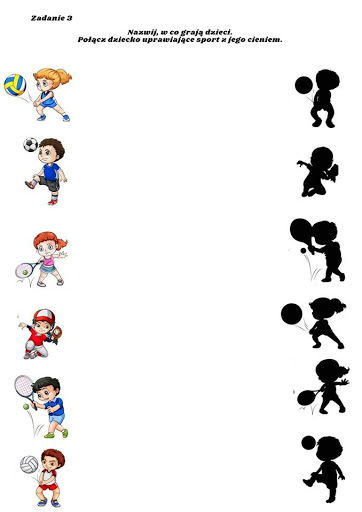 Zadanie 3
Nazwij, w co grają dzieci.
Połącz dziecko uprawiające sport z jego cieniem.